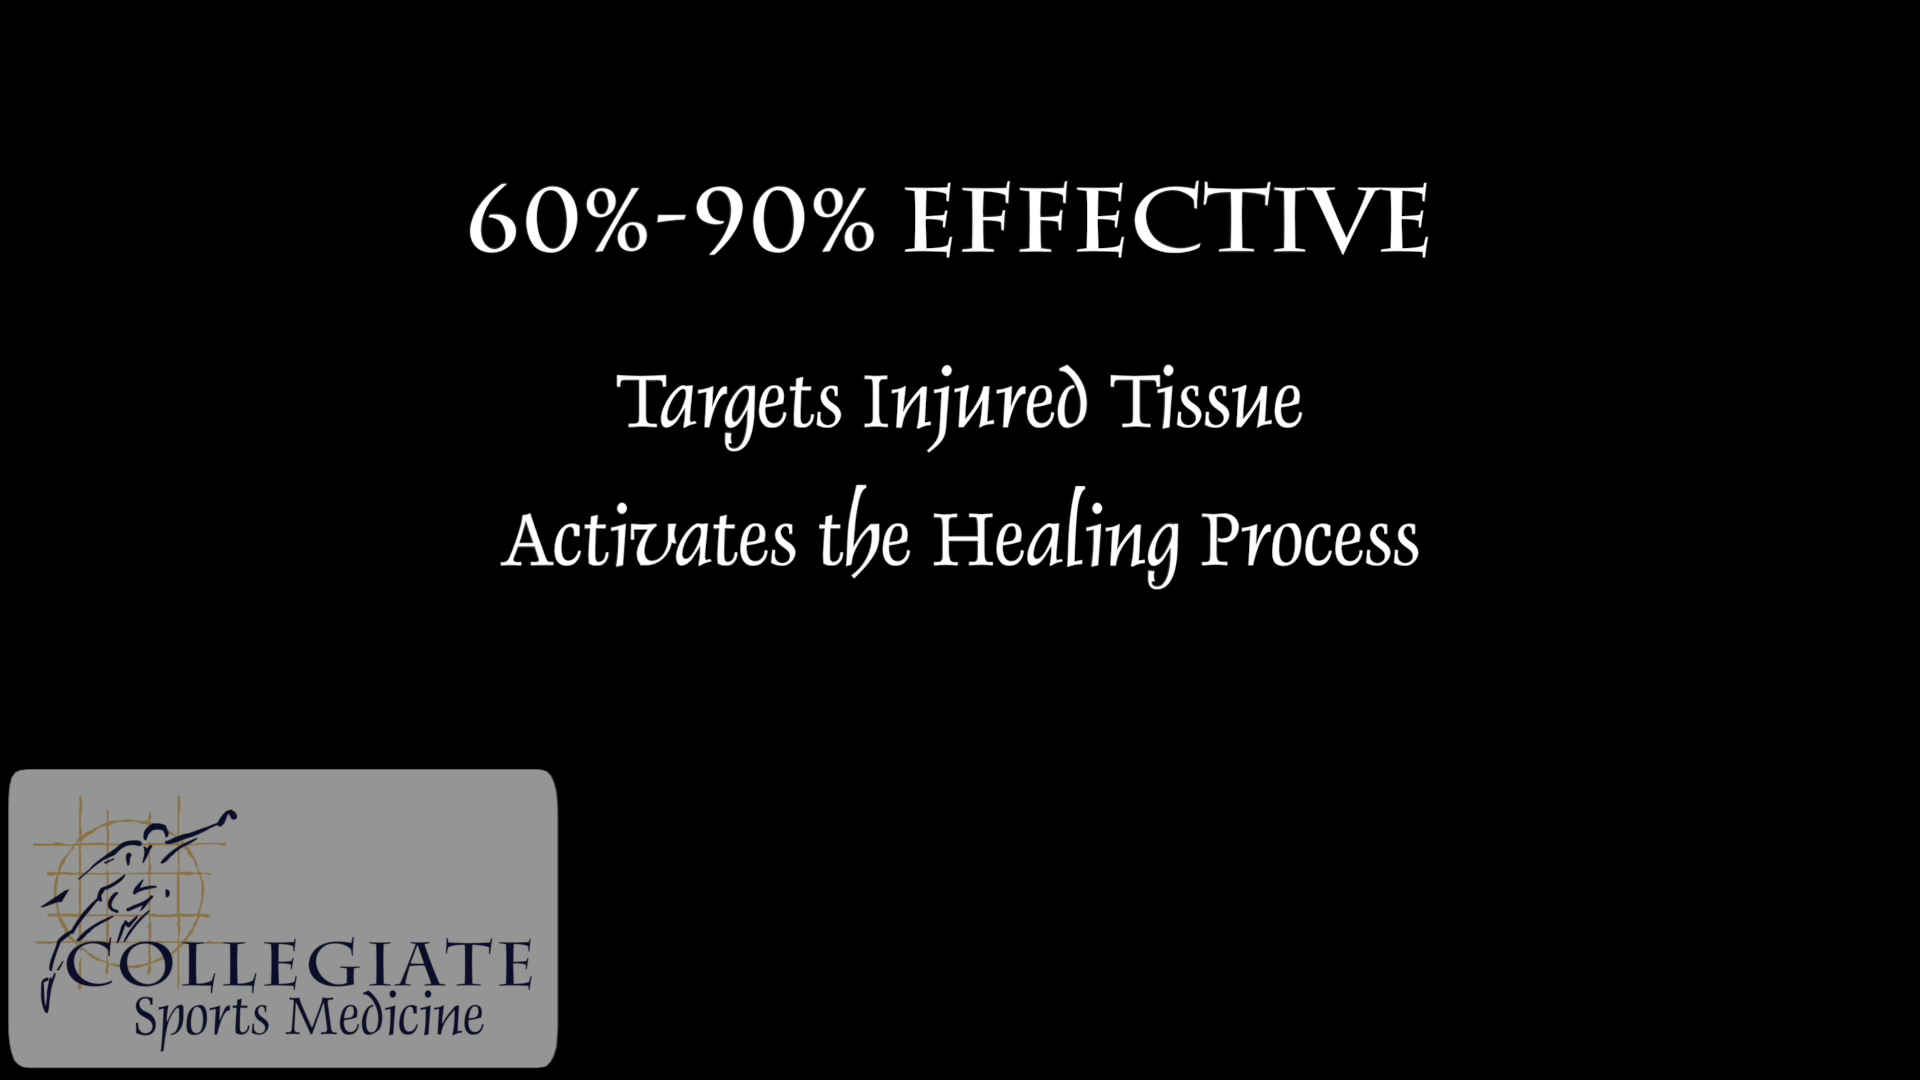 60%-90% EFFECTIVE
Targets Injured Tissue
Activates the Healing Process
COLLEGIATE
Sports Medicine